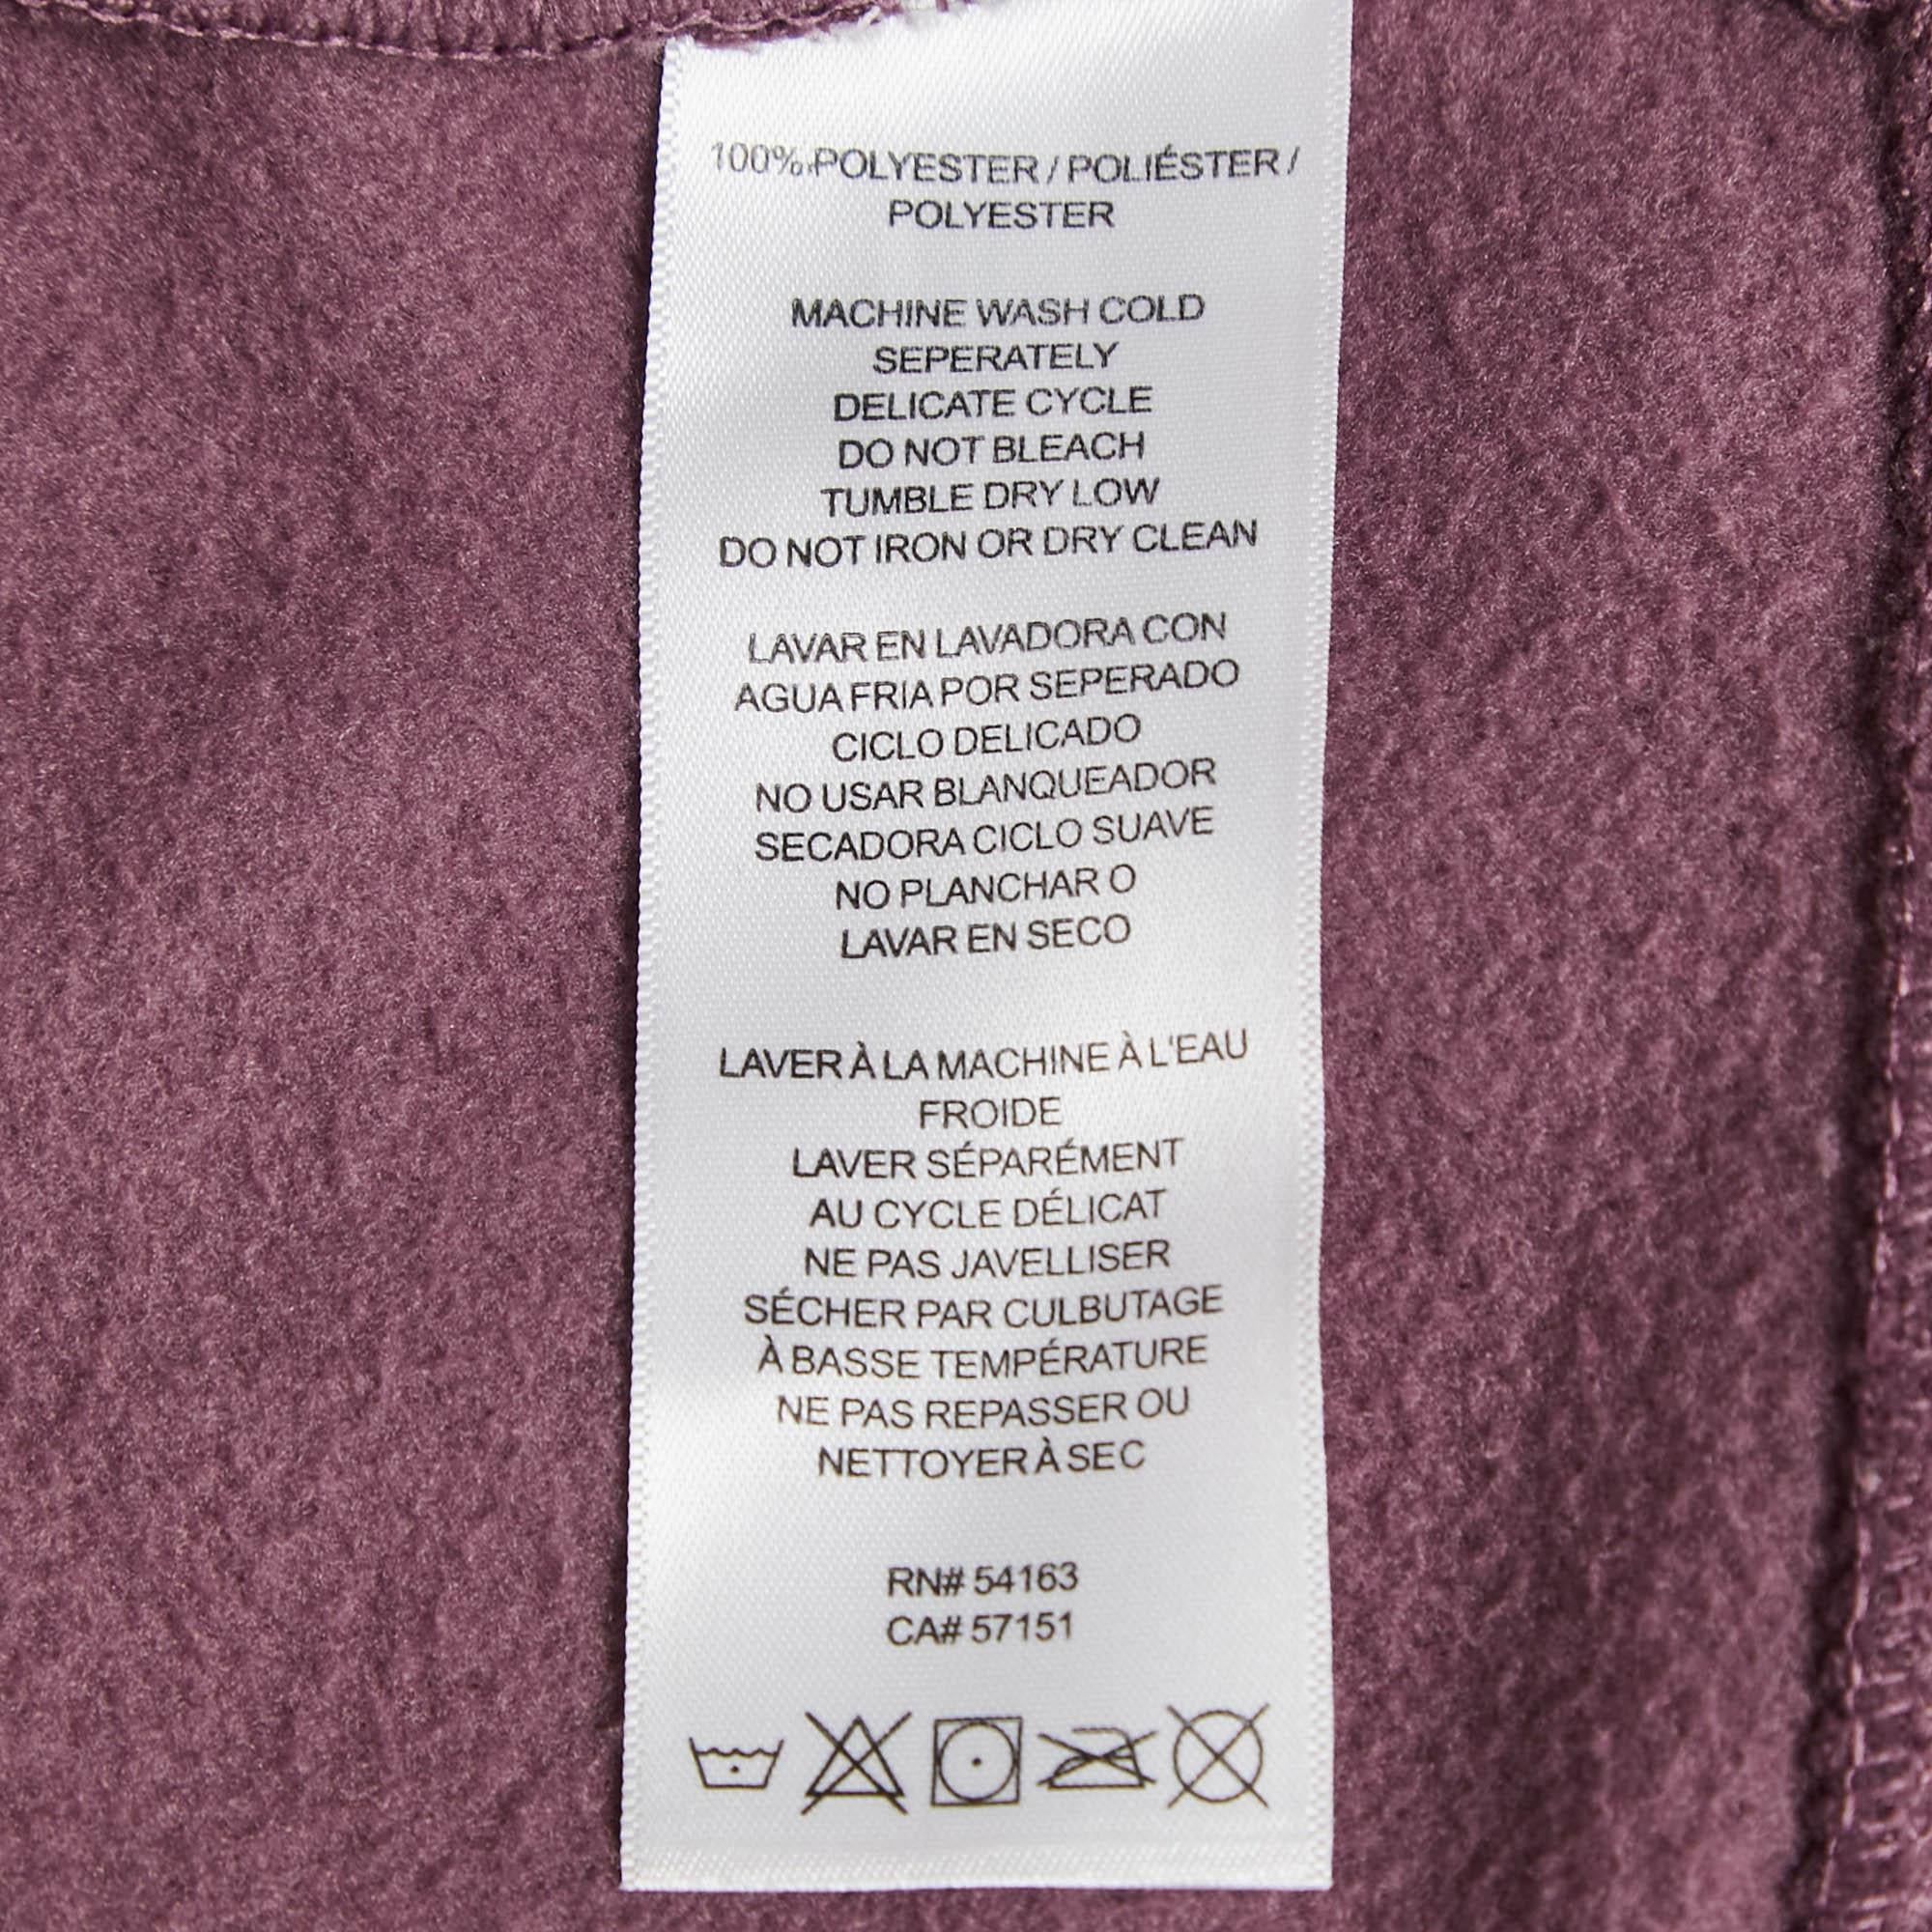 100% POLYESTER / POLIÉSTER /
POLYESTER
MACHINE WASH COLD
SEPERATELY
DELICATE CYCLE
DO NOT BLEACH
TUMBLE DRY LOW
DO NOT IRON OR DRY CLEAN
LAVAR EN LAVADORA CON
AGUA FRIA POR SEPERADO
CICLO DELICADO
NO USAR BLANQUEADOR
SECADORA CICLO SUAVE
NO PLANCHAR O
LAVAR EN SECO
LAVER À LA MACHINE À L'EAU
FROIDE
LAVER SÉPARÉMENT
AU CYCLE DÉLICAT
NE PAS JAVELLISER
SÉCHER PAR CULBUTAGE
À BASSE TEMPÉRATURE
NE PAS REPASSER OU
NETTOYER À SEC
RN# 54163
CA# 57151